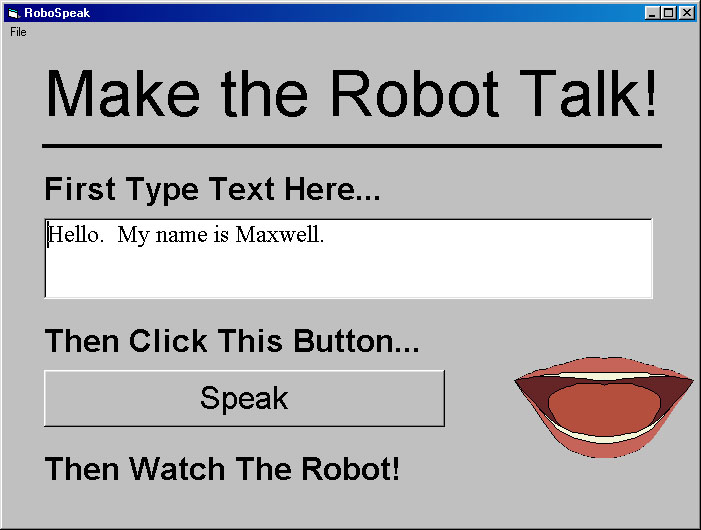 RoboSpeak
File
Make the Robot Talk!
First Type Text Here...
Hello.  My name is Maxwell.
Then Click This Button...
Speak
Then Watch The Robot!